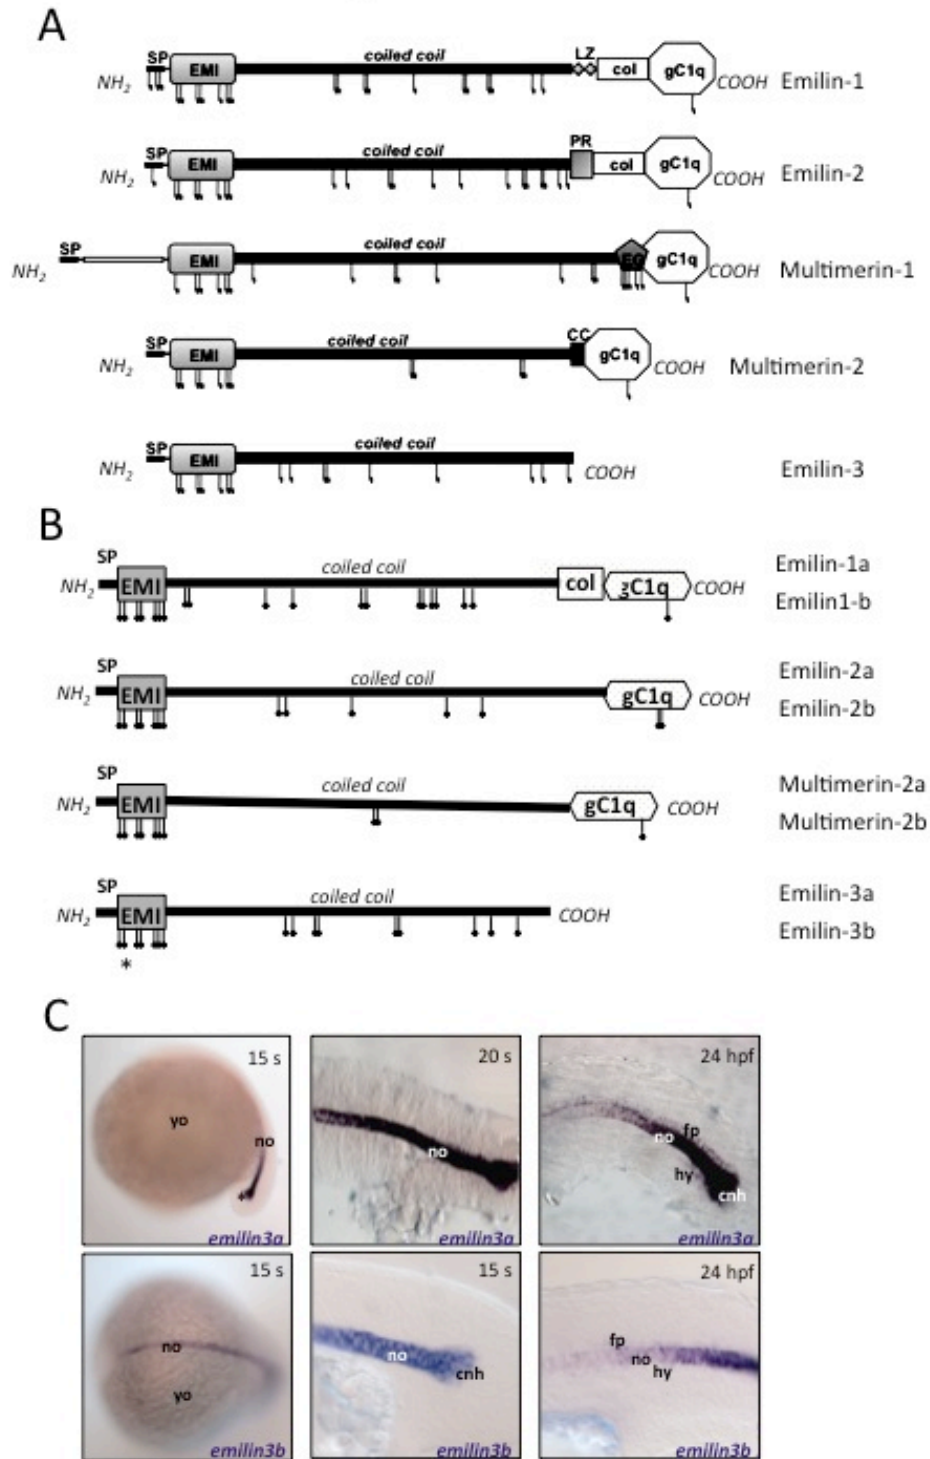 A
SP
coiled coil
LZ
NH2 EMI col gC1q COOH Emilin-1
coiled coil
PR
SP
NH2 EMI col gC1q COOH Emilin-2
coiled coil
SP
NH2 EMI EG gC1q COOH Multimerin-1
coiled coil
CC
SP
NH2 EMI gC1q COOH Multimerin-2
coiled coil
SP
NH2 EMI COOH Emilin-3
B
SP
coiled coil
NH2 EMI col gC1q COOH
Emilin-1a
Emilin1-b
SP
coiled coil
NH2 EMI gC1q COOH
Emilin-2a
Emilin-2b
SP
coiled coil
NH2 EMI gC1q COOH
Multimerin-2a
Multimerin-2b
SP
coiled coil
NH2 EMI COOH
Emilin-3a
Emilin-3b
*
C
15 s
yo
no
*
emilin3a
20 s
no
emilin3a
24 hpf
fp
no
hy
cnh
emilin3a
15 s
no
yo
emilin3b
15 s
no
cnh
emilin3b
24 hpf
fp
no
hy
emilin3b